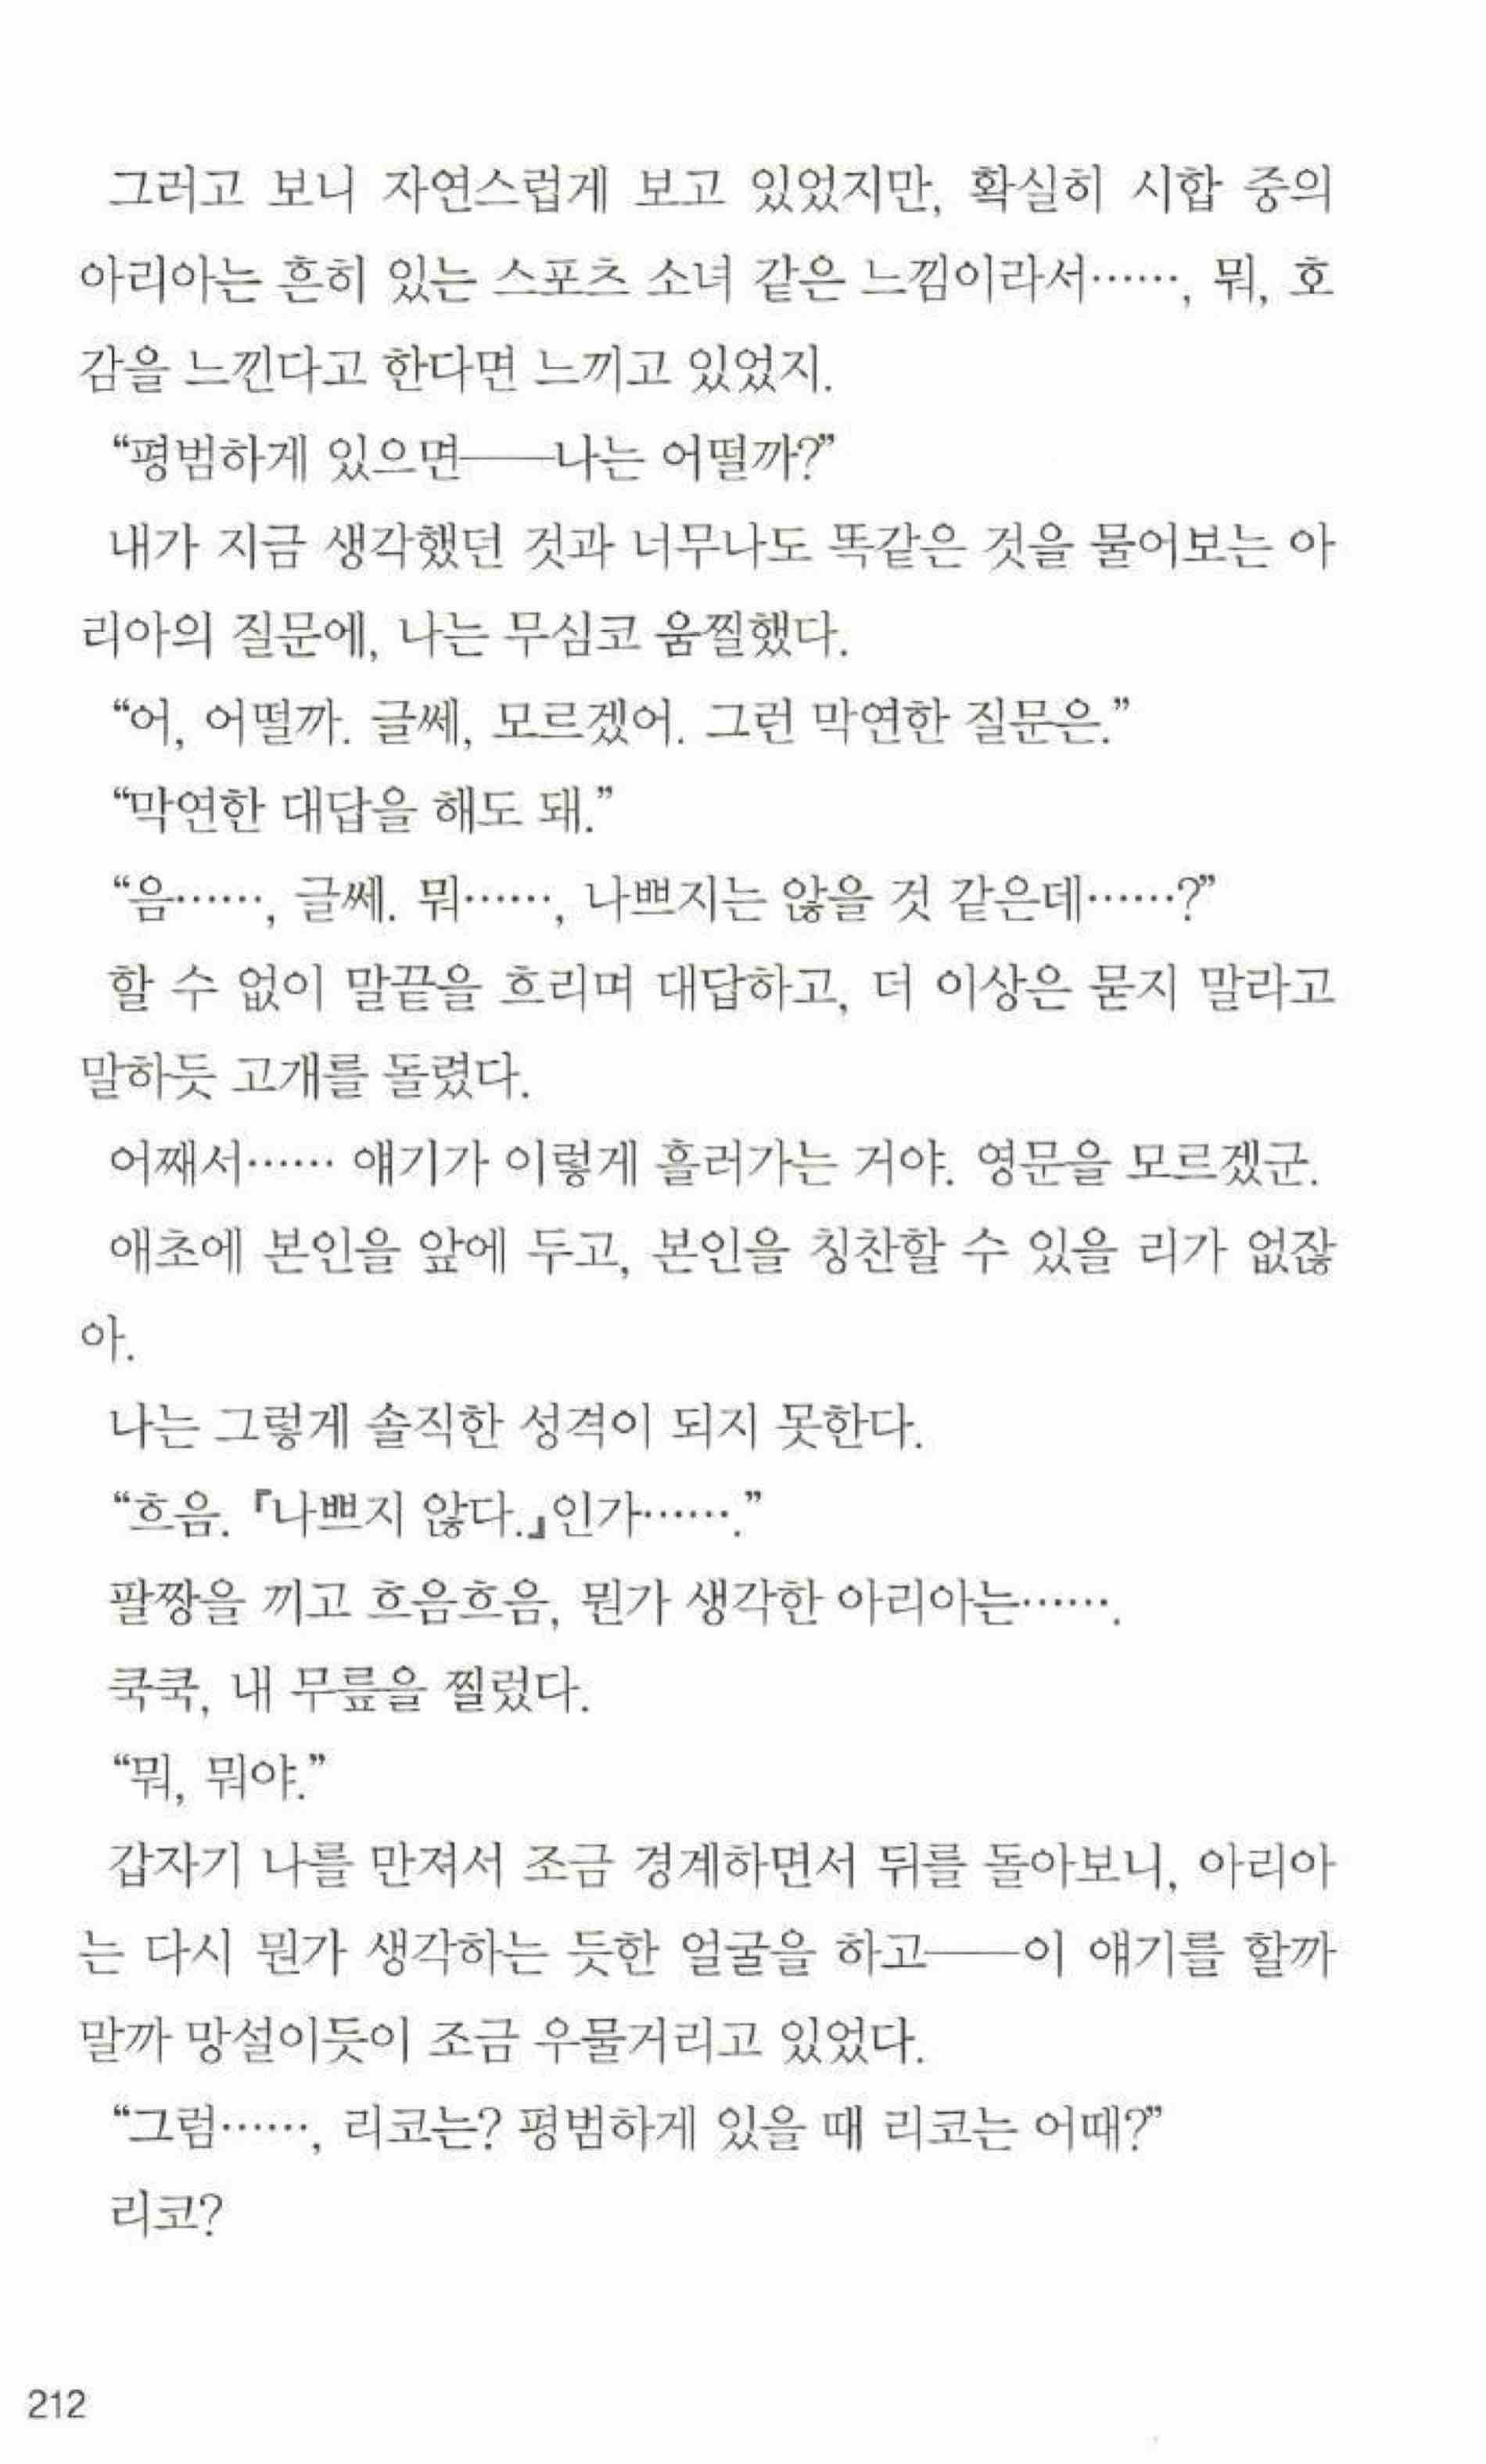 그러고 보니 자연스럽게 보고 있었지만, 확실히 시합 중의
아리아는 흔히 있는 스포츠 소녀 같은 느낌이라서……, 뭐, 호
감을 느낀다고 한다면 느끼고 있었지.
“평범하게 있으면――나는 어떨까?”
내가 지금 생각했던 것과 너무나도 똑같은 것을 물어보는 아
리아의 질문에, 나는 무심코 움찔했다.
“어, 어떨까. 글쎄, 모르겠어. 그런 막연한 질문은.”
“막연한 대답을 해도 돼.”
“음……, 글쎄. 뭐……, 나쁘지는 않을 것 같은데……?”
할 수 없이 말끝을 흐리며 대답하고, 더 이상은 묻지 말라고
말하듯 고개를 돌렸다.
어째서…… 얘기가 이렇게 흘러가는 거야. 영문을 모르겠군.
애초에 본인을 앞에 두고, 본인을 칭찬할 수 있을 리가 없잖
아.
나는 그렇게 솔직한 성격이 되지 못한다.
“흐음. 『나쁘지 않다.』인가…….”
팔짱을 끼고 흐음흐음, 뭔가 생각한 아리아는…….
쿡쿡, 내 무릎을 찔렀다.
“뭐, 뭐야.”
갑자기 나를 만져서 조금 경계하면서 뒤를 돌아보니, 아리아
는 다시 뭔가 생각하는 듯한 얼굴을 하고――이 얘기를 할까
말까 망설이듯이 조금 우물거리고 있었다.
“그럼……, 리코는? 평범하게 있을 때 리코는 어때?”
리코?
212